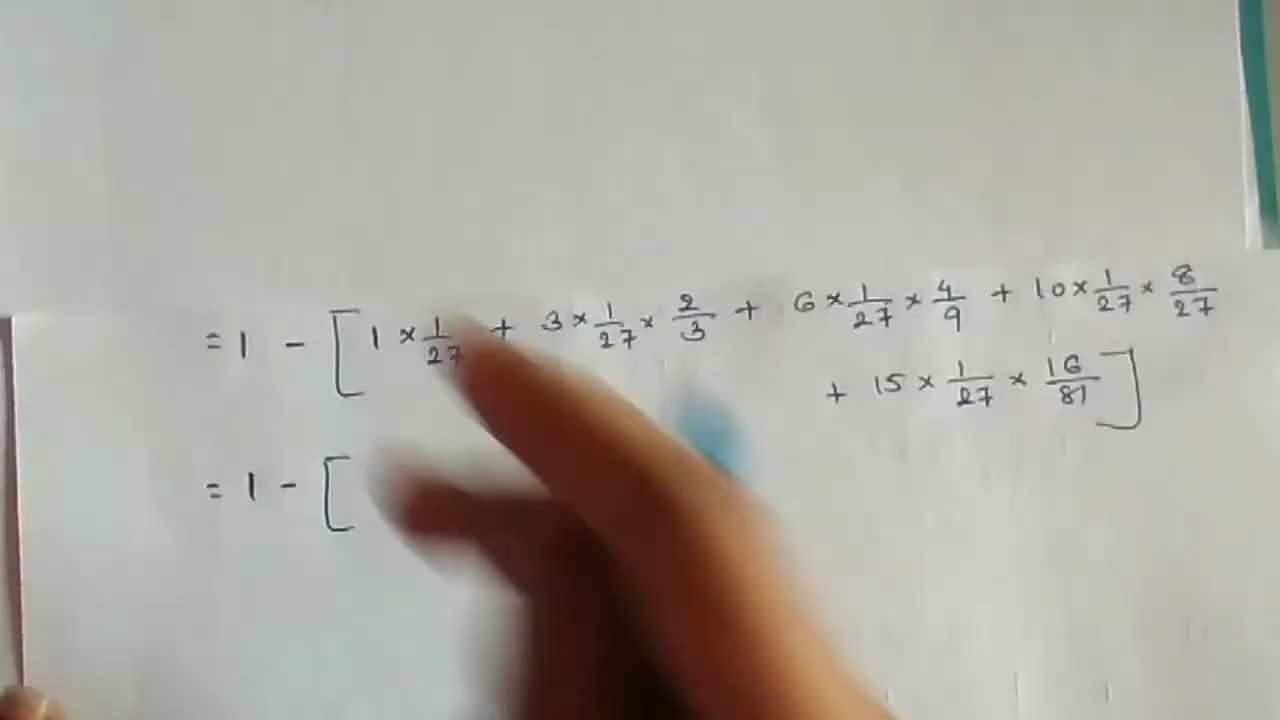 = 1 - [ 1 × 1/27 + 3 × 1/27 × 2/3 + 6 × 1/27 × 4/9 + 10 × 1/27 × 8/27
+ 15 × 1/27 × 16/81 ]
= 1 - [